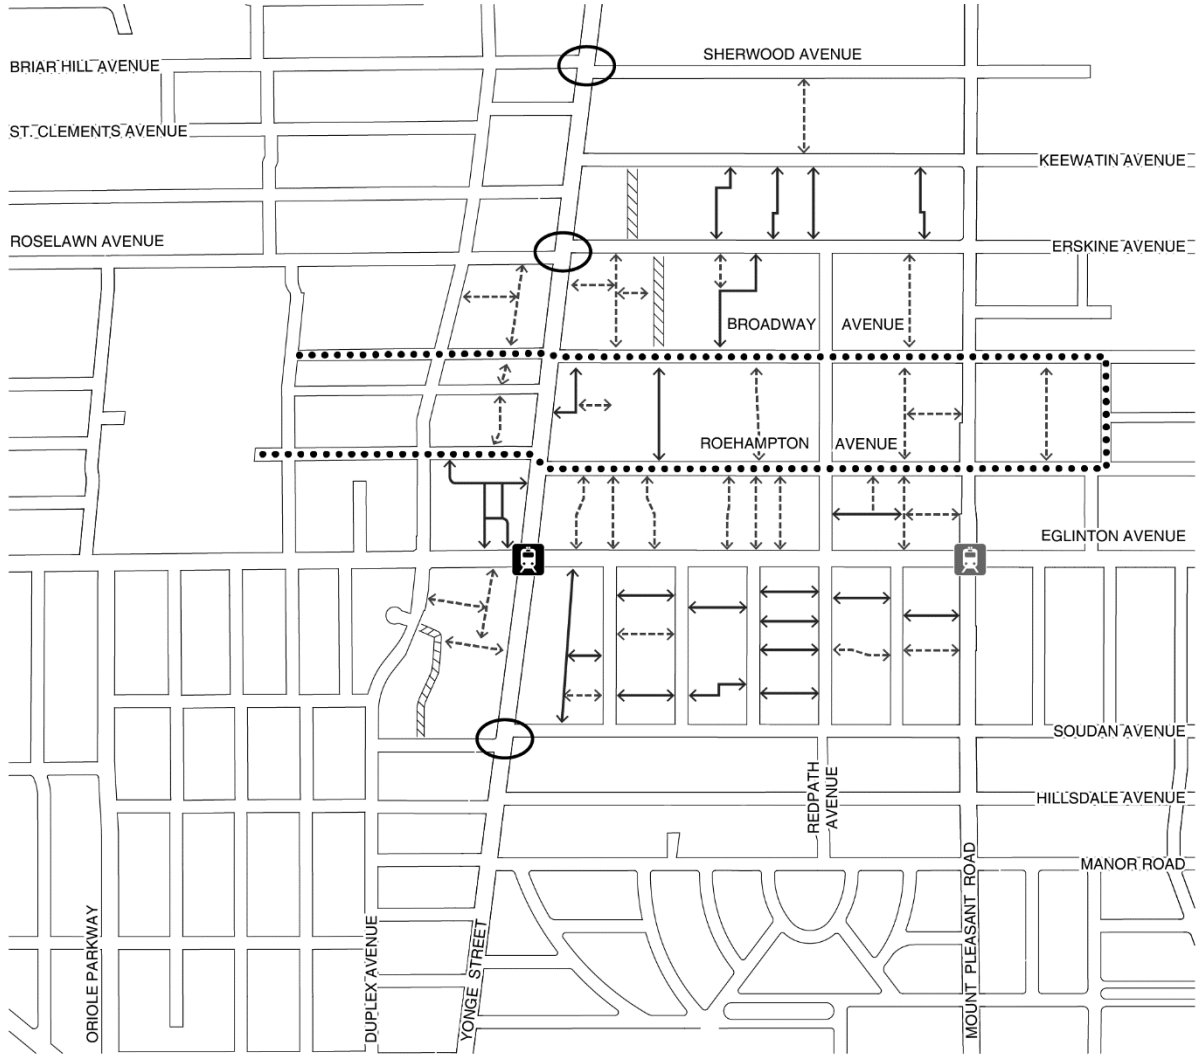 SHERWOOD AVENUE
BRIAR HILL AVENUE
ST. CLEMENTS AVENUE
KEEWATIN AVENUE
ROSELAWN AVENUE
ERSKINE AVENUE
BROADWAY AVENUE
ROEHAMPTON AVENUE
EGLINTON AVENUE
SOUDAN AVENUE
REDPATH
AVENUE
HILLSDALE AVENUE
MANOR ROAD
ORIOLE PARKWAY
DUPLEX AVENUE
YONGE STREET
MOUNT PLEASANT ROAD